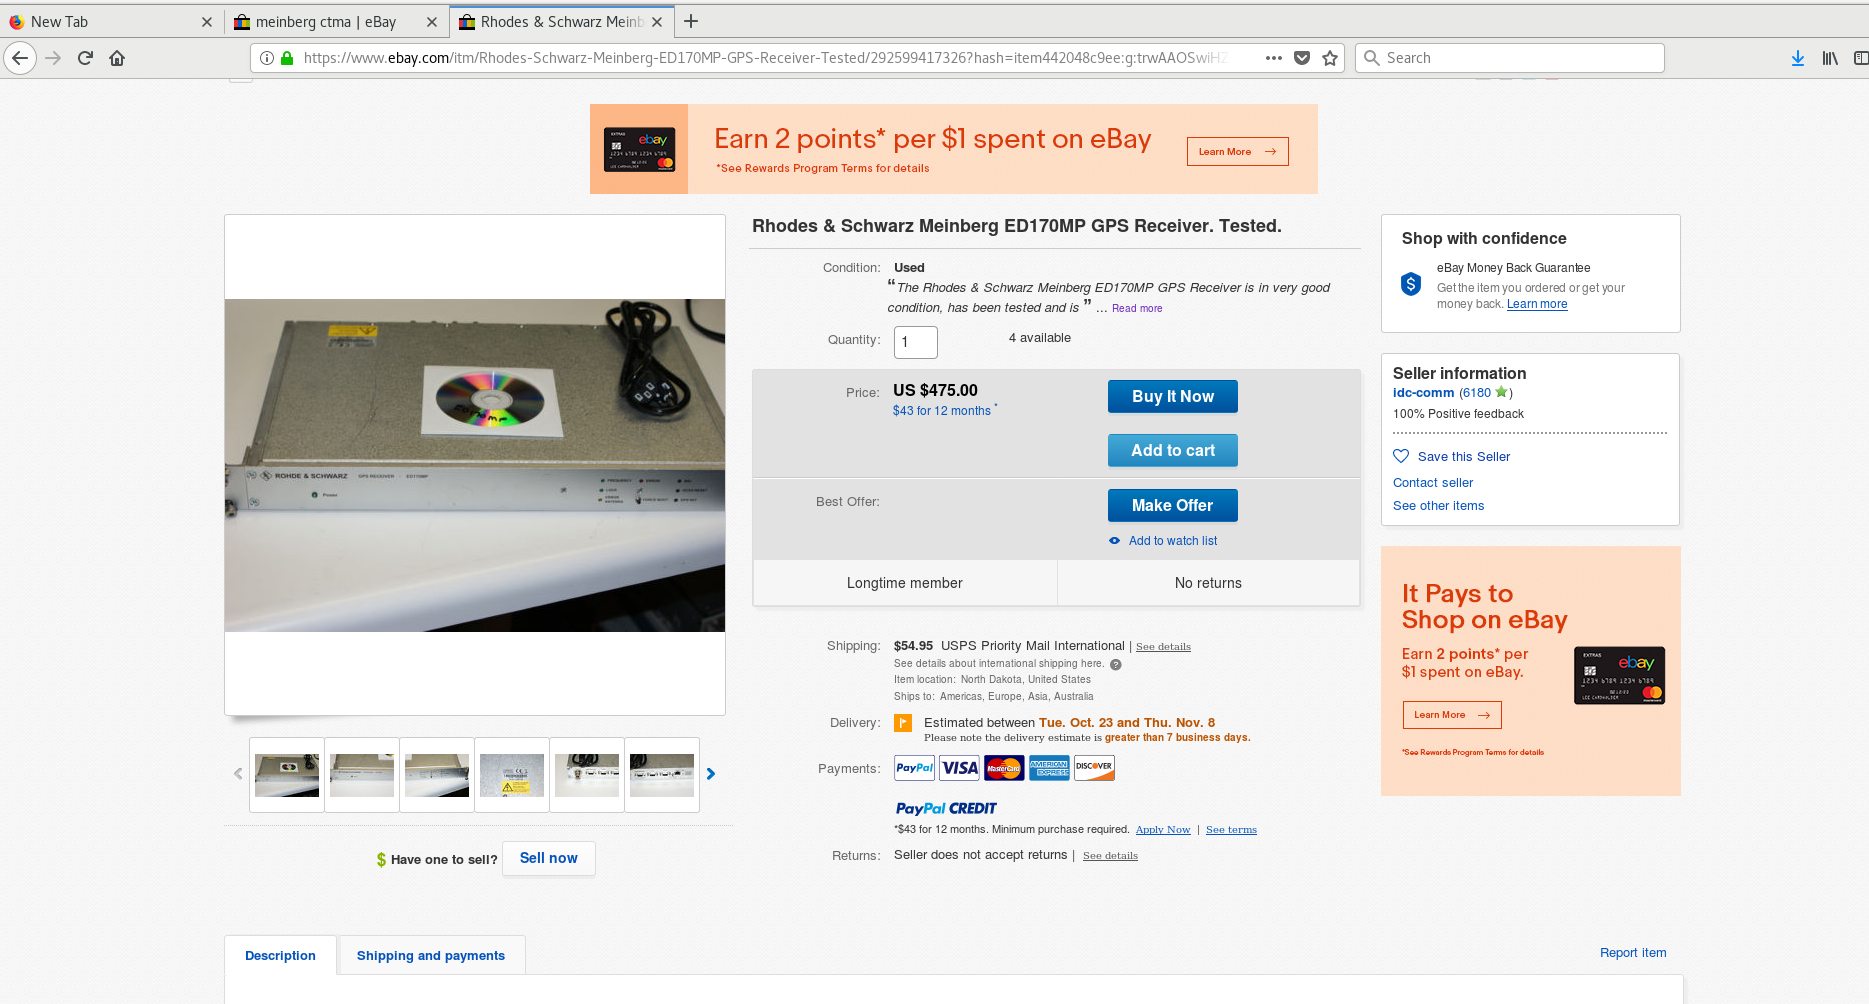 New Tab
meinberg ctma | eBay
Rhodes & Schwarz Meinb
https://www.ebay.com/itm/Rhodes-Schwarz-Meinberg-ED170MP-GPS-Receiver-Tested/292599417326?hash=item442048c9ee:g:trwAAOSwiHZ
Search
EXTRAS
ebay
Earn 2 points* per $1 spent on eBay
*See Rewards Program Terms for details
Learn More
Rhodes & Schwarz Meinberg ED170MP GPS Receiver. Tested.
Condition: Used
“The Rhodes & Schwarz Meinberg ED170MP GPS Receiver is in very good
condition, has been tested and is ” ... Read more
Quantity: 1 4 available
Price: US $475.00 Buy It Now
$43 for 12 months *
Add to cart
Best Offer: Make Offer
Add to watch list
Longtime member No returns
Shipping: $54.95 USPS Priority Mail International | See details
See details about international shipping here. ?
Item location: North Dakota, United States
Ships to: Americas, Europe, Asia, Australia
Delivery: Estimated between Tue. Oct. 23 and Thu. Nov. 8
Please note the delivery estimate is greater than 7 business days.
Payments: PayPal VISA MasterCard AMERICAN EXPRESS DISCOVER
PayPal CREDIT
*$43 for 12 months. Minimum purchase required. Apply Now | See terms
Returns: Seller does not accept returns | See details
ROHDE & SCHWARZ GPS-RECEIVER · ED170MP
Power
$ Have one to sell? Sell now
Shop with confidence
eBay Money Back Guarantee
Get the item you ordered or get your
money back. Learn more
Seller information
idc-comm (6180)
100% Positive feedback
Save this Seller
Contact seller
See other items
It Pays to
Shop on eBay
Earn 2 points* per
$1 spent on eBay.
EXTRAS
ebay
Learn More
*See Rewards Program Terms for details
Description
Shipping and payments
Report item